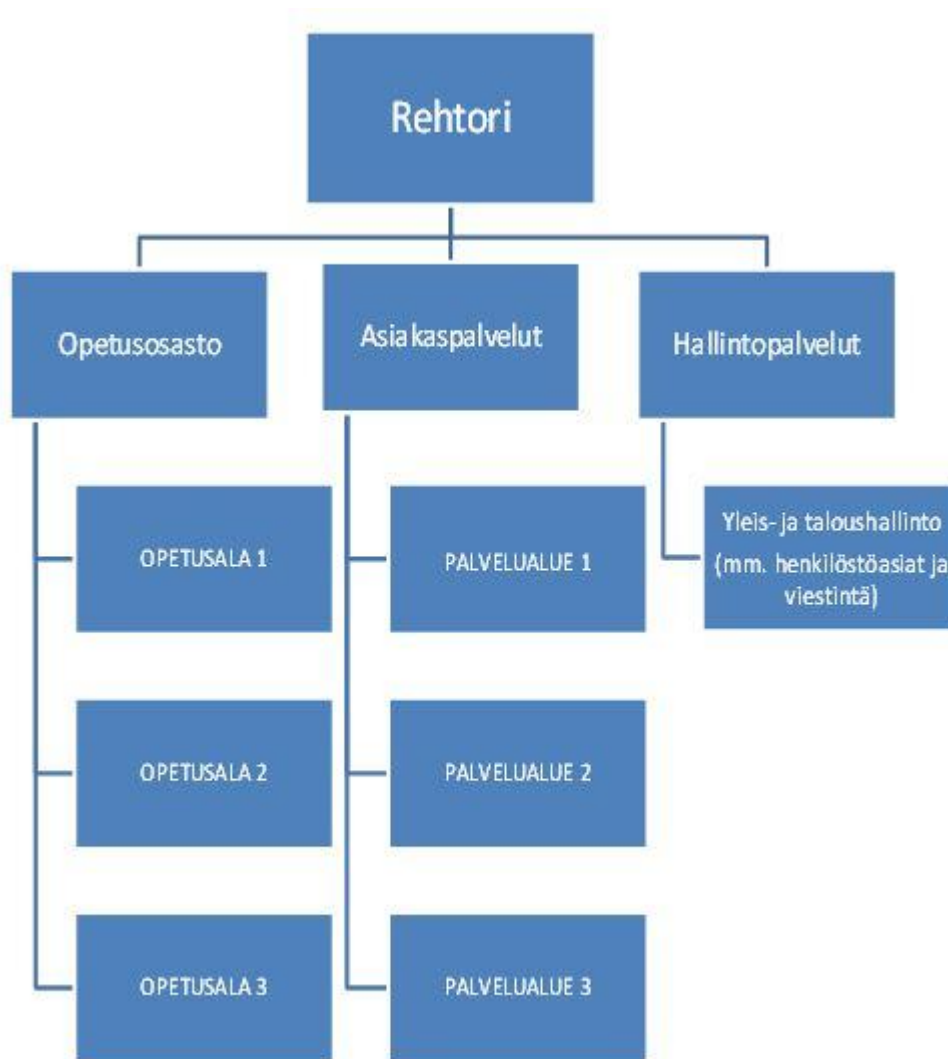 Rehtori
Opetusosasto
Asiakaspalvelut
Hallintopalvelut
OPETUSALA 1
PALVELUALUE 1
Yleis- ja taloushallinto
(mm. henkilöstöasiat ja
viestintä)
OPETUSALA 2
PALVELUALUE 2
OPETUSALA 3
PALVELUALUE 3